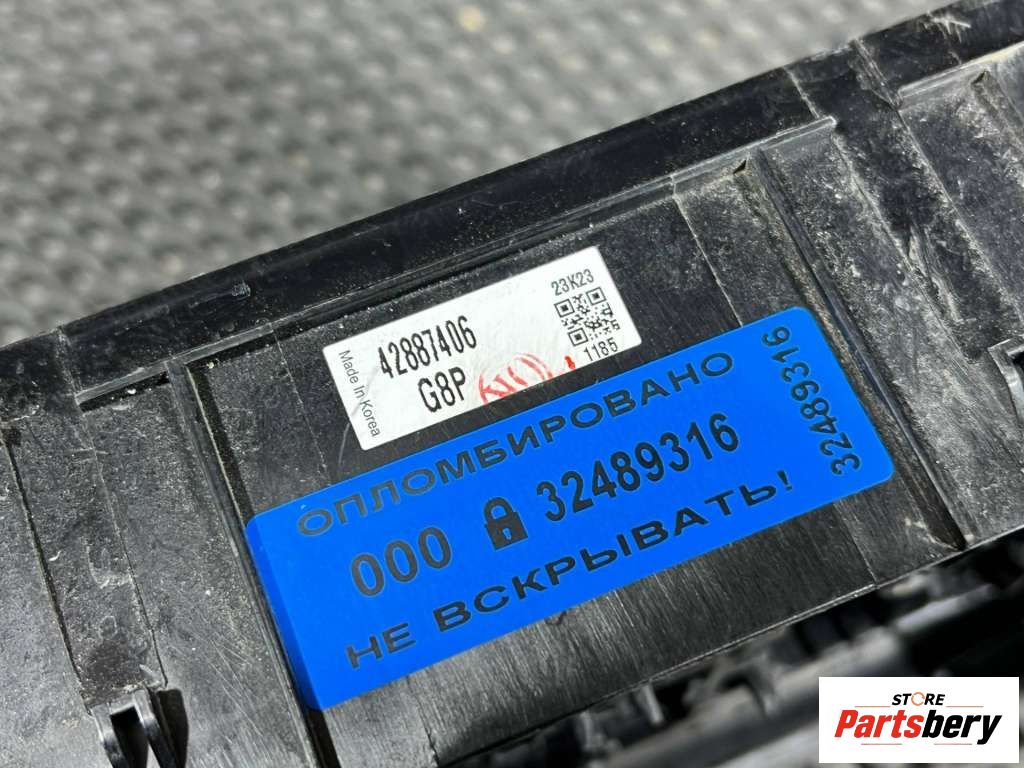 Made In Korea
42887406
G8P
23K23
1185
ОПЛОМБИРОВАНО
000 32489316
НЕ ВСКРЫВАТЬ!
32489316
STORE
Partsbery